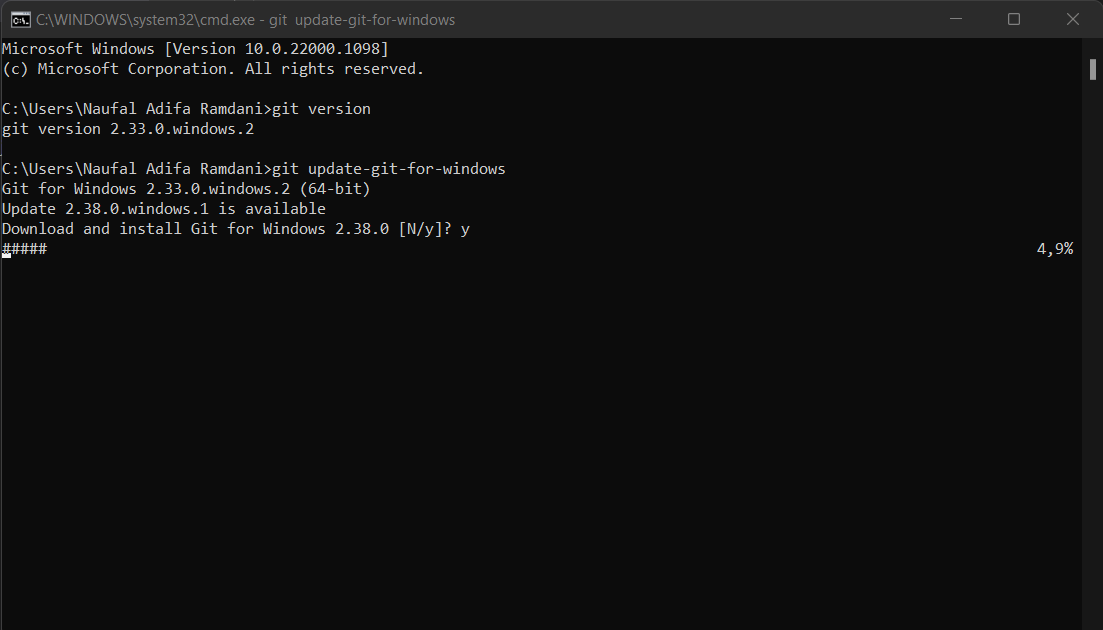 C:\WINDOWS\system32\cmd.exe - git  update-git-for-windows
Microsoft Windows [Version 10.0.22000.1098]
(c) Microsoft Corporation. All rights reserved.
C:\Users\Naufal Adifa Ramdani>git version
git version 2.33.0.windows.2
C:\Users\Naufal Adifa Ramdani>git update-git-for-windows
Git for Windows 2.33.0.windows.2 (64-bit)
Update 2.38.0.windows.1 is available
Download and install Git for Windows 2.38.0 [N/y]? y
##### 4,9%